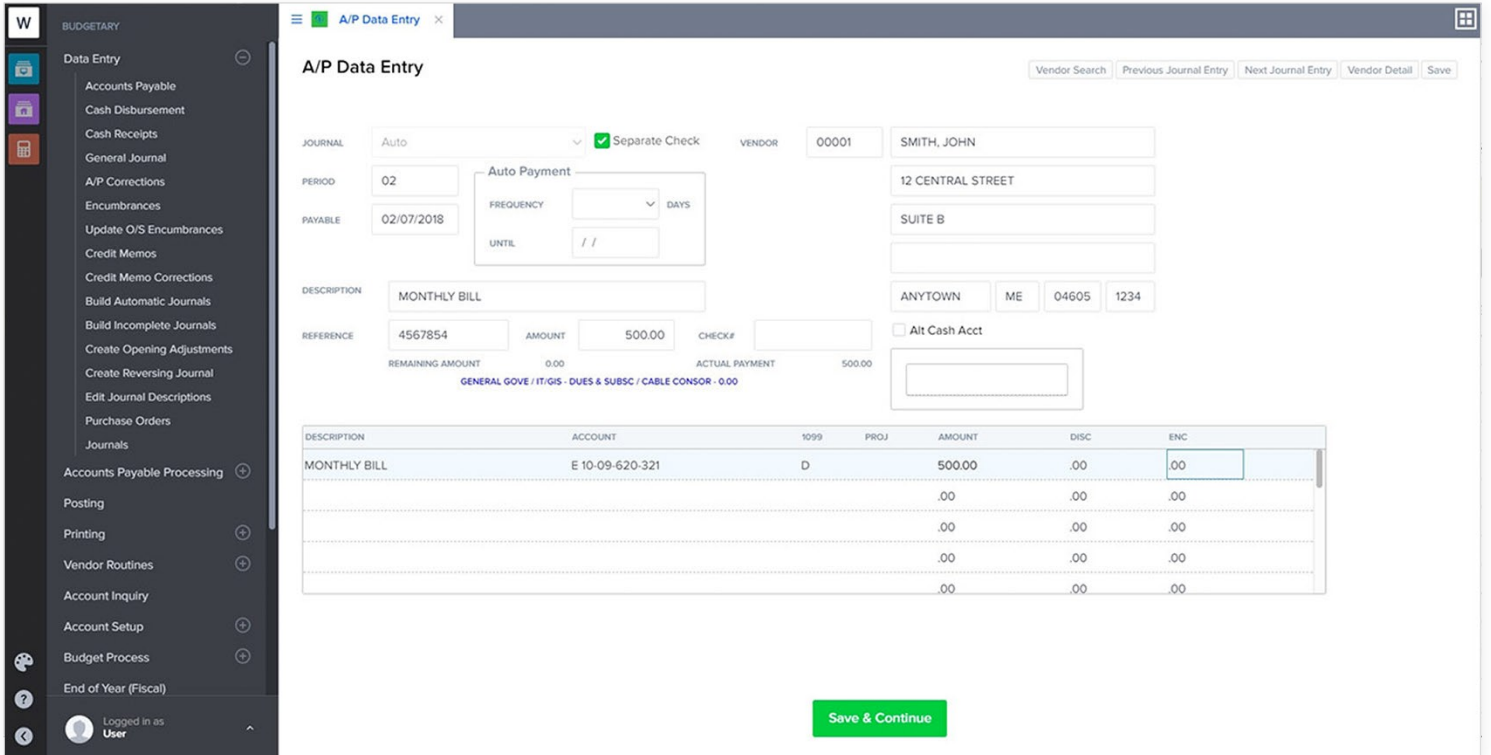 W
BUDGETARY
Data Entry
Accounts Payable
Cash Disbursement
Cash Receipts
General Journal
A/P Corrections
Encumbrances
Update O/S Encumbrances
Credit Memos
Credit Memo Corrections
Build Automatic Journals
Build Incomplete Journals
Create Opening Adjustments
Create Reversing Journal
Edit Journal Descriptions
Purchase Orders
Journals
Accounts Payable Processing
Posting
Printing
Vendor Routines
Account Inquiry
Account Setup
Budget Process
End of Year (Fiscal)
Logged in as
User
A/P Data Entry ×
A/P Data Entry
Vendor Search Previous Journal Entry Next Journal Entry Vendor Detail Save
JOURNAL Auto Separate Check VENDOR 00001 SMITH, JOHN
PERIOD 02 Auto Payment 12 CENTRAL STREET
FREQUENCY DAYS
PAYABLE 02/07/2018 SUITE B
UNTIL / /
DESCRIPTION MONTHLY BILL ANYTOWN ME 04605 1234
REFERENCE 4567854 AMOUNT 500.00 CHECK# Alt Cash Acct
REMAINING AMOUNT 0.00 ACTUAL PAYMENT 500.00
GENERAL GOVE / IT/GIS - DUES & SUBSC / CABLE CONSOR - 0.00
DESCRIPTION ACCOUNT 1099 PROJ AMOUNT DISC ENC
MONTHLY BILL E 10-09-620-321 D 500.00 .00 .00
.00 .00 .00
.00 .00 .00
.00 .00 .00
.00 .00 .00
Save & Continue